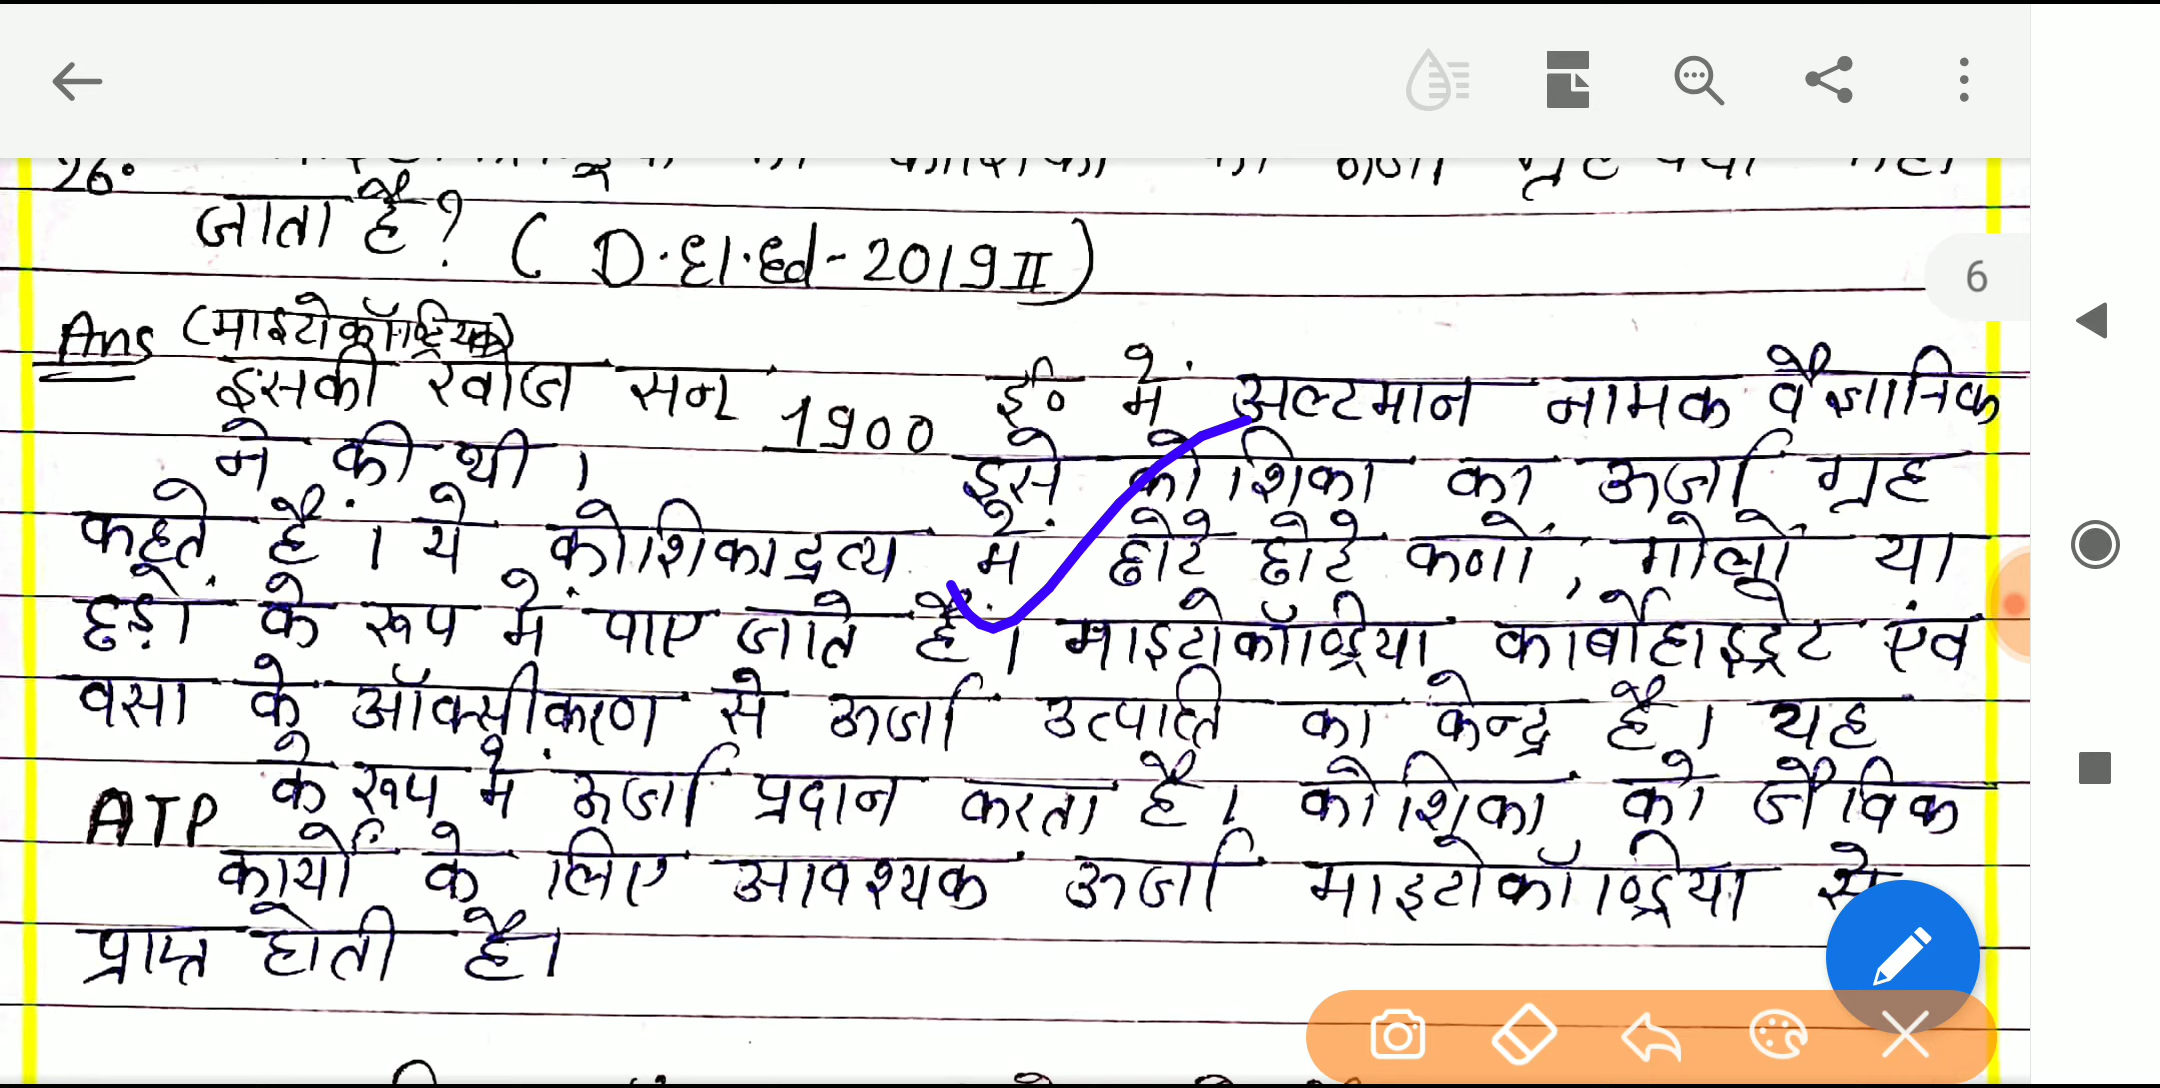 26.
जाता है? (D.El.Ed-2019 II)
6
Ans (माइटोकॉण्ड्रिया)
इसकी खोज सन् 1900 ई० में अल्टमान नामक वैज्ञानिक
ने की थी। इसे कोशिका का ऊर्जा ग्रह
कहते हैं। ये कोशिकाद्रव्य में छोटे छोटे कणों, गोलों या
छड़ों के रूप में पाए जाते हैं। माइटोकॉण्ड्रिया कार्बोहाइड्रेट एवं
वसा के ऑक्सीकरण से ऊर्जा उत्पत्ति का केन्द्र है। यह
ATP के रूप में ऊर्जा प्रदान करता है। कोशिका को जैविक
कार्यों के लिए आवश्यक ऊर्जा माइटोकॉण्ड्रिया से
प्राप्त होती है।